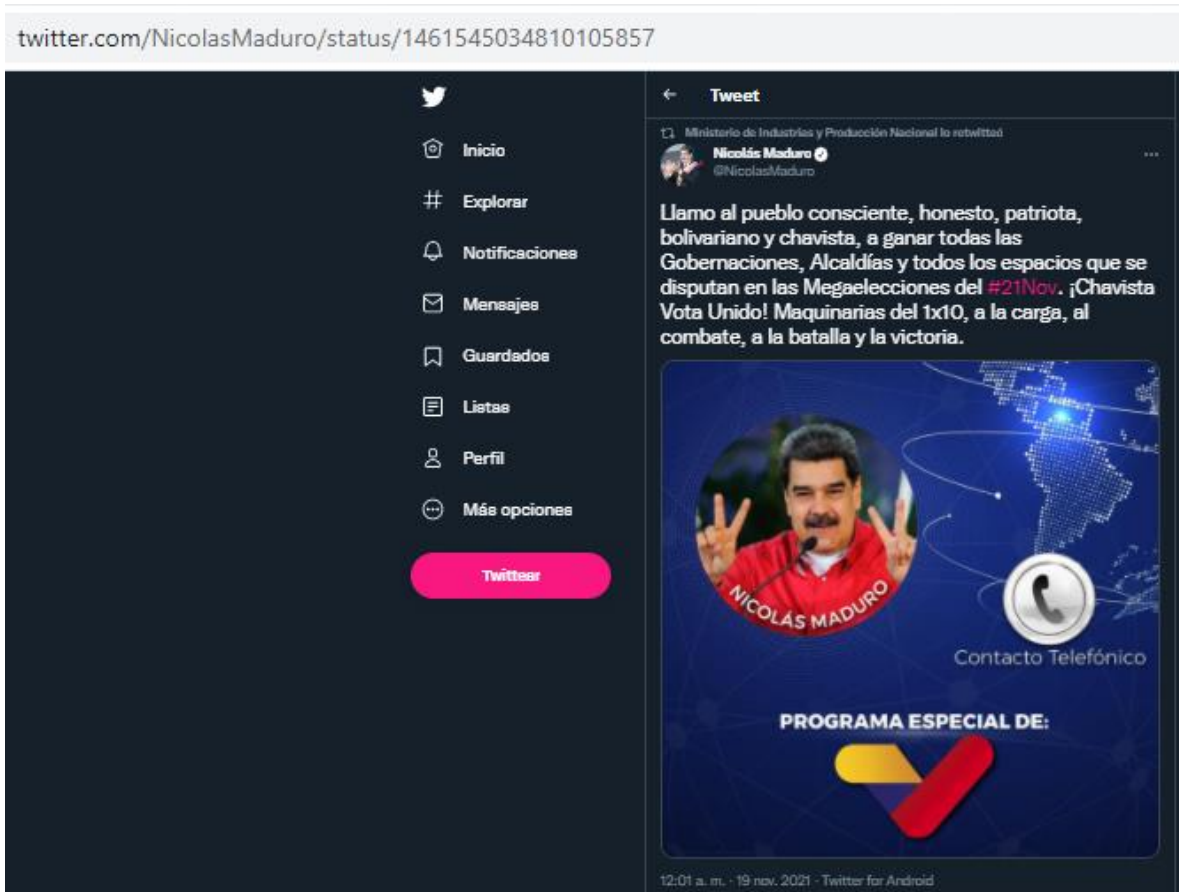 twitter.com/NicolasMaduro/status/1461545034810105857
Inicio
Explorar
Notificaciones
Mensajes
Guardados
Listas
Perfil
Más opciones
Twittear
Tweet
Ministerio de Industrias y Producción Nacional lo retwitteó
Nicolás Maduro
@NicolasMaduro
Llamo al pueblo consciente, honesto, patriota,
bolivariano y chavista, a ganar todas las
Gobernaciones, Alcaldías y todos los espacios que se
disputan en las Megaelecciones del #21Nov. ¡Chavista
Vota Unido! Maquinarias del 1x10, a la carga, al
combate, a la batalla y la victoria.
NICOLÁS MADURO
Contacto Telefónico
PROGRAMA ESPECIAL DE:
12:01 a. m. · 19 nov. 2021 · Twitter for Android